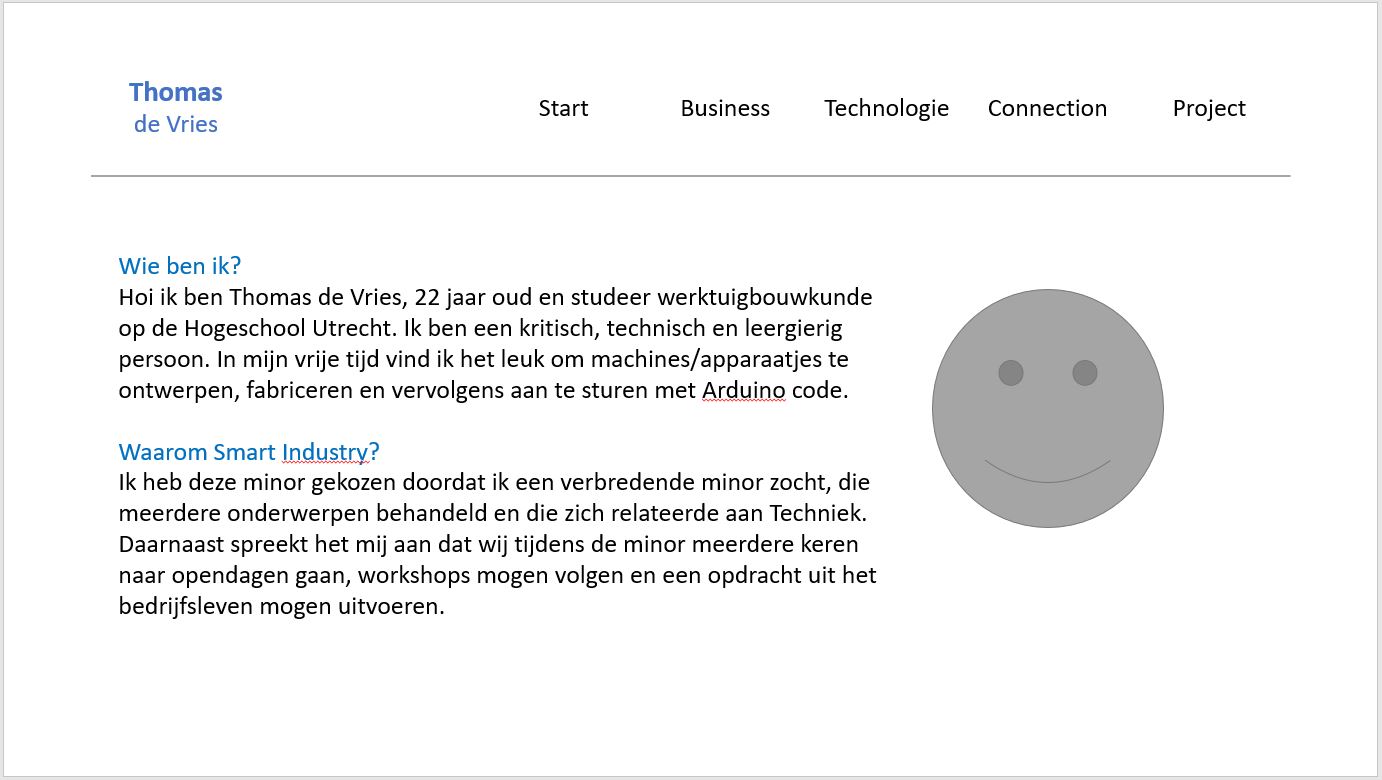 Thomas
de Vries
Start Business Technologie Connection Project
Wie ben ik?
Hoi ik ben Thomas de Vries, 22 jaar oud en studeer werktuigbouwkunde
op de Hogeschool Utrecht. Ik ben een kritisch, technisch en leergierig
persoon. In mijn vrije tijd vind ik het leuk om machines/apparaatjes te
ontwerpen, fabriceren en vervolgens aan te sturen met Arduino code.
Waarom Smart Industry?
Ik heb deze minor gekozen doordat ik een verbredende minor zocht, die
meerdere onderwerpen behandeld en die zich relateerde aan Techniek.
Daarnaast spreekt het mij aan dat wij tijdens de minor meerdere keren
naar opendagen gaan, workshops mogen volgen en een opdracht uit het
bedrijfsleven mogen uitvoeren.